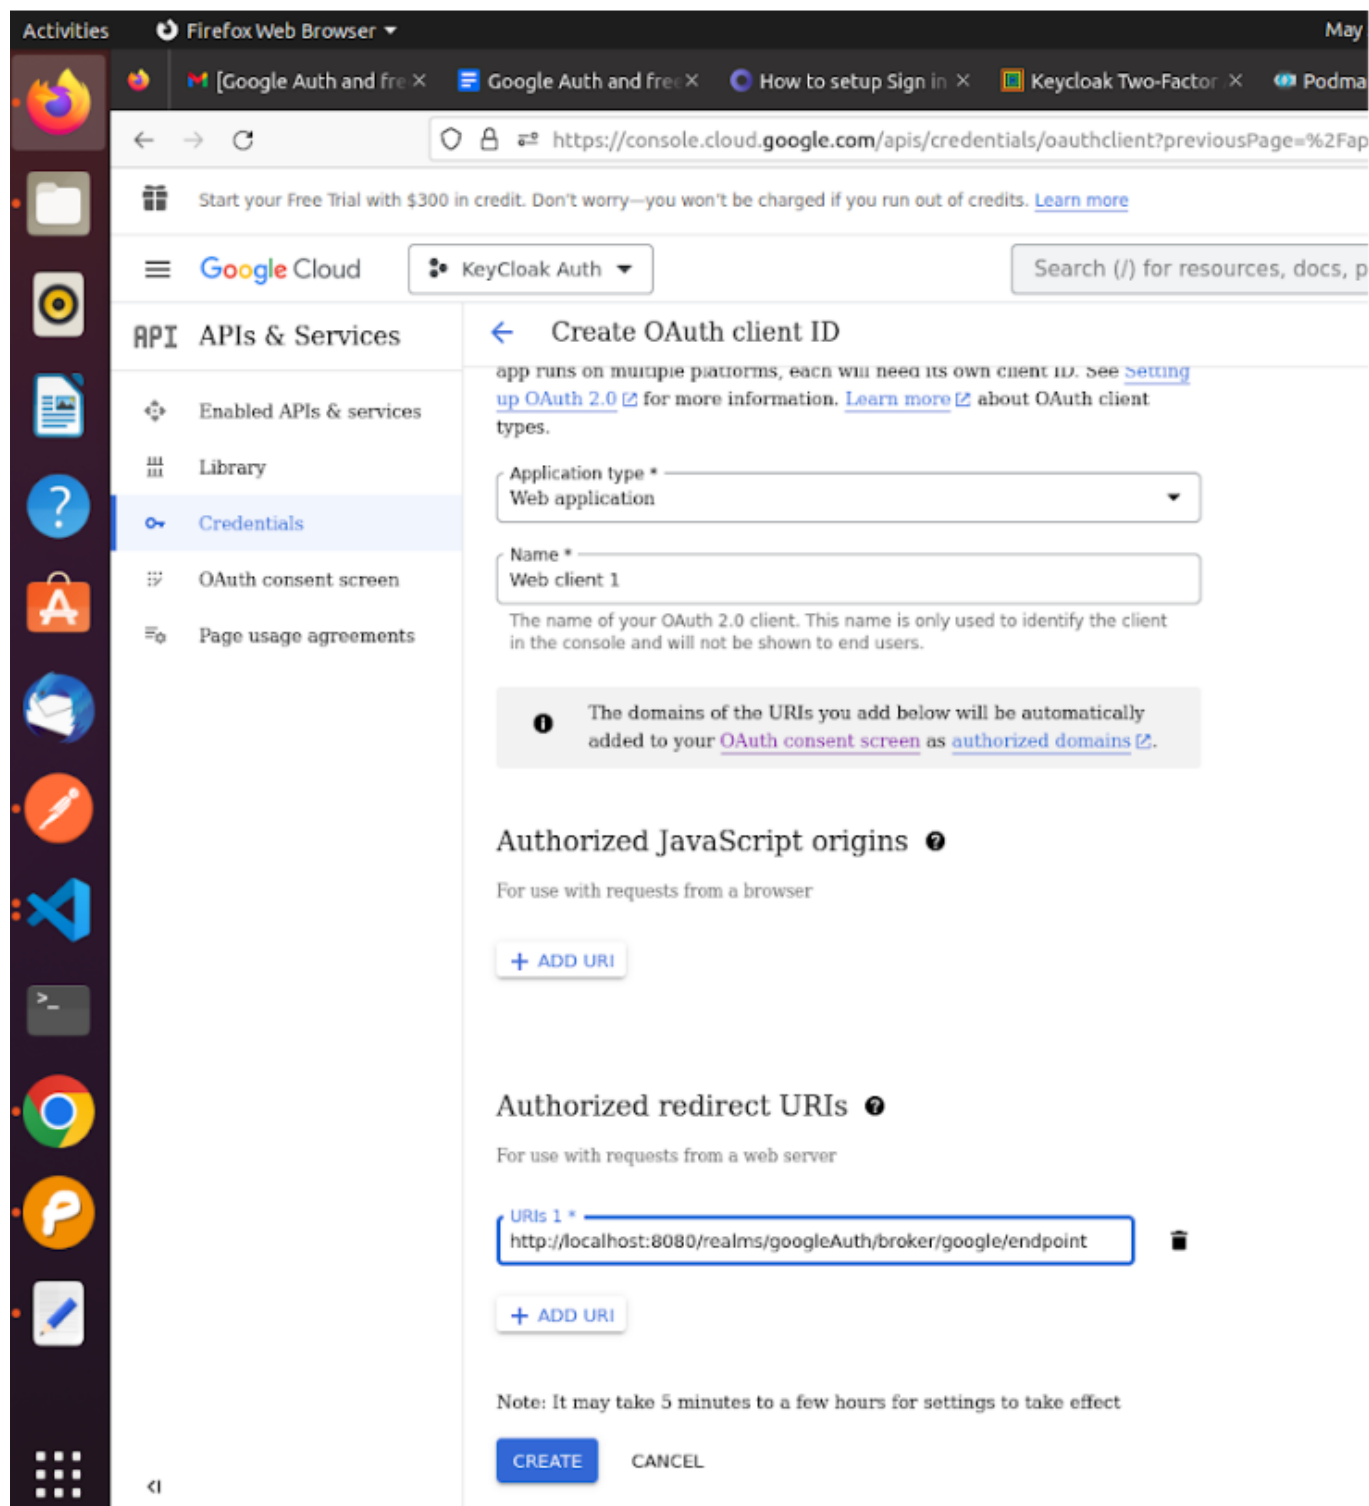 Activities
Firefox Web Browser
May
[Google Auth and fre
Google Auth and free
How to setup Sign in
Keycloak Two-Factor
Podma
https://console.cloud.google.com/apis/credentials/oauthclient?previousPage=%2Fap
Start your Free Trial with $300 in credit. Don't worry—you won't be charged if you run out of credits. Learn more
Google Cloud
KeyCloak Auth
Search (/) for resources, docs, p
API APIs & Services
Create OAuth client ID
Enabled APIs & services
Library
Credentials
OAuth consent screen
Page usage agreements
app runs on multiple platforms, each will need its own client ID. See Setting
up OAuth 2.0 for more information. Learn more about OAuth client
types.
Application type *
Web application
Name *
Web client 1
The name of your OAuth 2.0 client. This name is only used to identify the client
in the console and will not be shown to end users.
The domains of the URIs you add below will be automatically
added to your OAuth consent screen as authorized domains.
Authorized JavaScript origins
For use with requests from a browser
+ ADD URI
Authorized redirect URIs
For use with requests from a web server
URIs 1 *
http://localhost:8080/realms/googleAuth/broker/google/endpoint
+ ADD URI
Note: It may take 5 minutes to a few hours for settings to take effect
CREATE
CANCEL